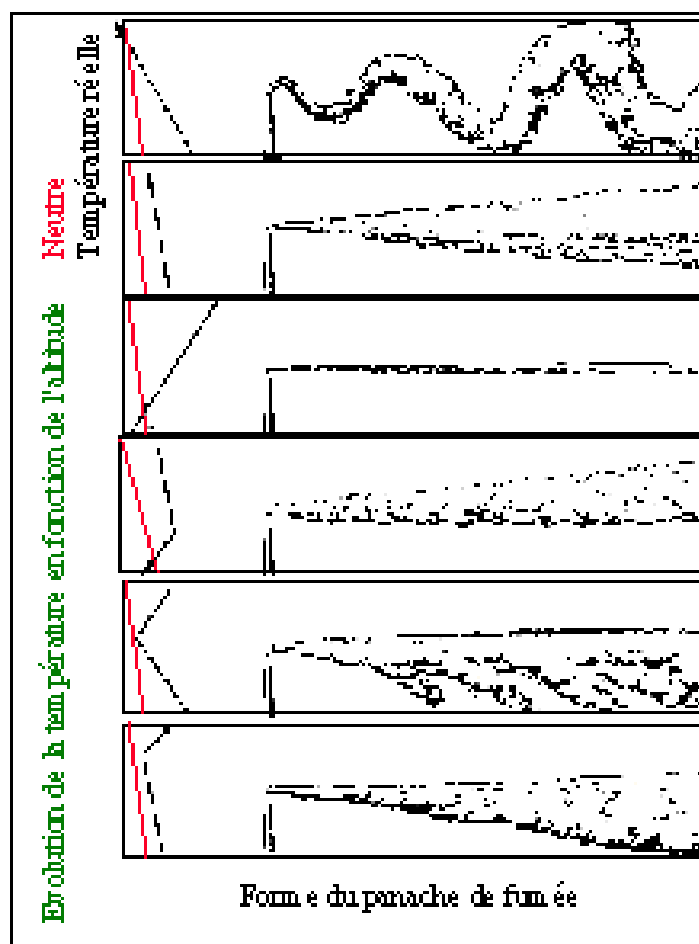 Evolution de la température en fonction de l'altitude
Neutre
Température réelle
Forme du panache de fumée